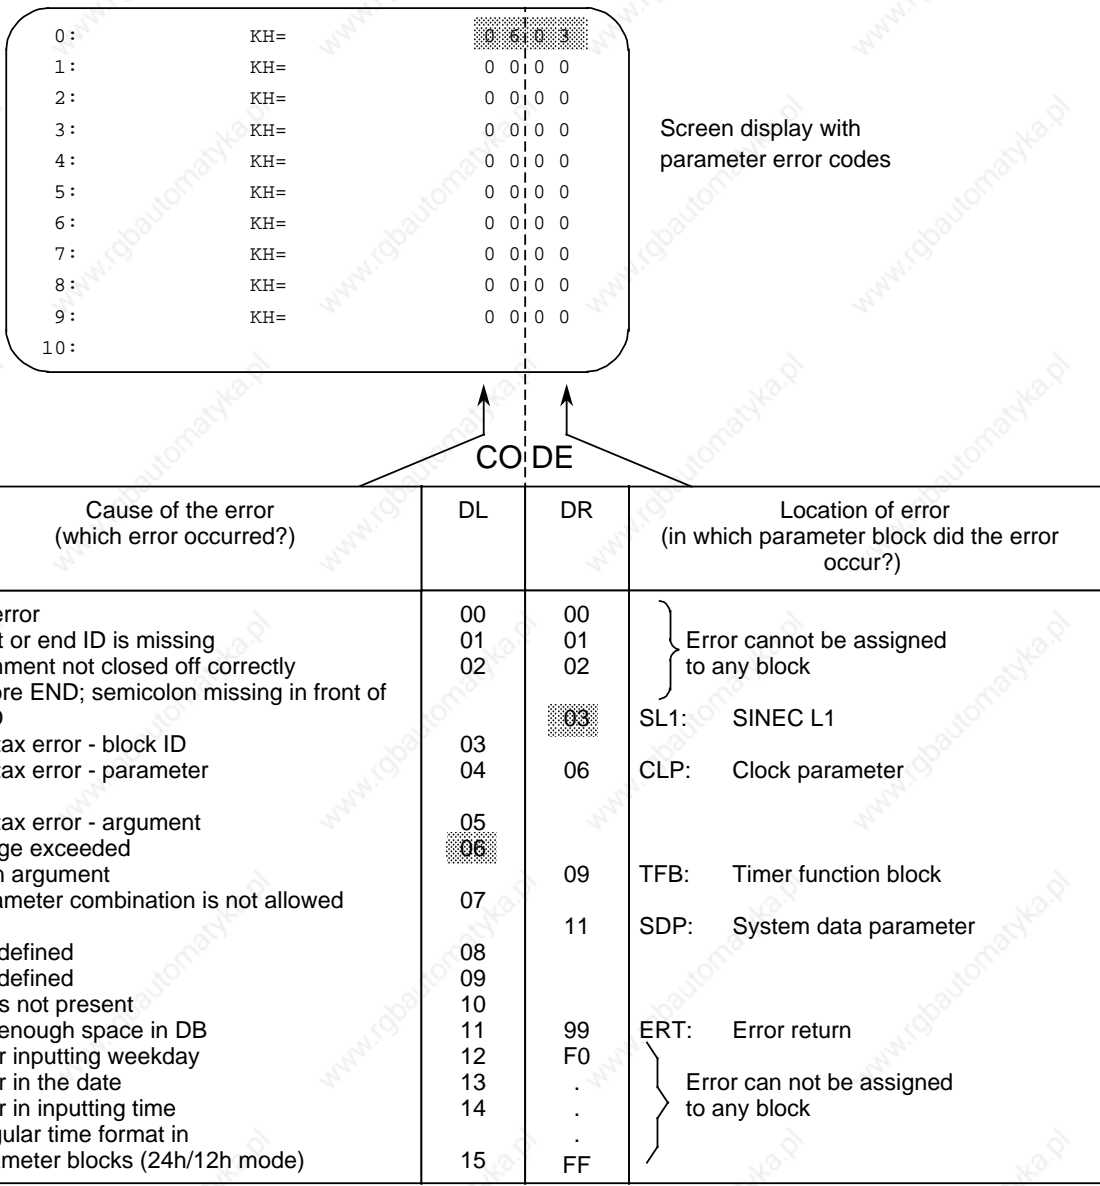 0: KH= 0 6 0 3
1: KH= 0 0 0 0
2: KH= 0 0 0 0
3: KH= 0 0 0 0
4: KH= 0 0 0 0
5: KH= 0 0 0 0
6: KH= 0 0 0 0
7: KH= 0 0 0 0
8: KH= 0 0 0 0
9: KH= 0 0 0 0
10:
Screen display with
parameter error codes
CODE
Cause of the error
(which error occurred?)
DL
DR
Location of error
(in which parameter block did the error
occur?)
error 00 00
t or end ID is missing 01 01 Error cannot be assigned
ment not closed off correctly 02 02 to any block
ore END; semicolon missing in front of
03 SL1: SINEC L1
tax error - block ID 03
tax error - parameter 04 06 CLP: Clock parameter
tax error - argument 05
ge exceeded 06
n argument 09 TFB: Timer function block
ameter combination is not allowed 07
11 SDP: System data parameter
defined 08
defined 09
s not present 10
enough space in DB 11 99 ERT: Error return
r inputting weekday 12 F0
r in the date 13 . Error can not be assigned
r in inputting time 14 . to any block
gular time format in .
ameter blocks (24h/12h mode) 15 FF
www.rgbautomatyka.pl